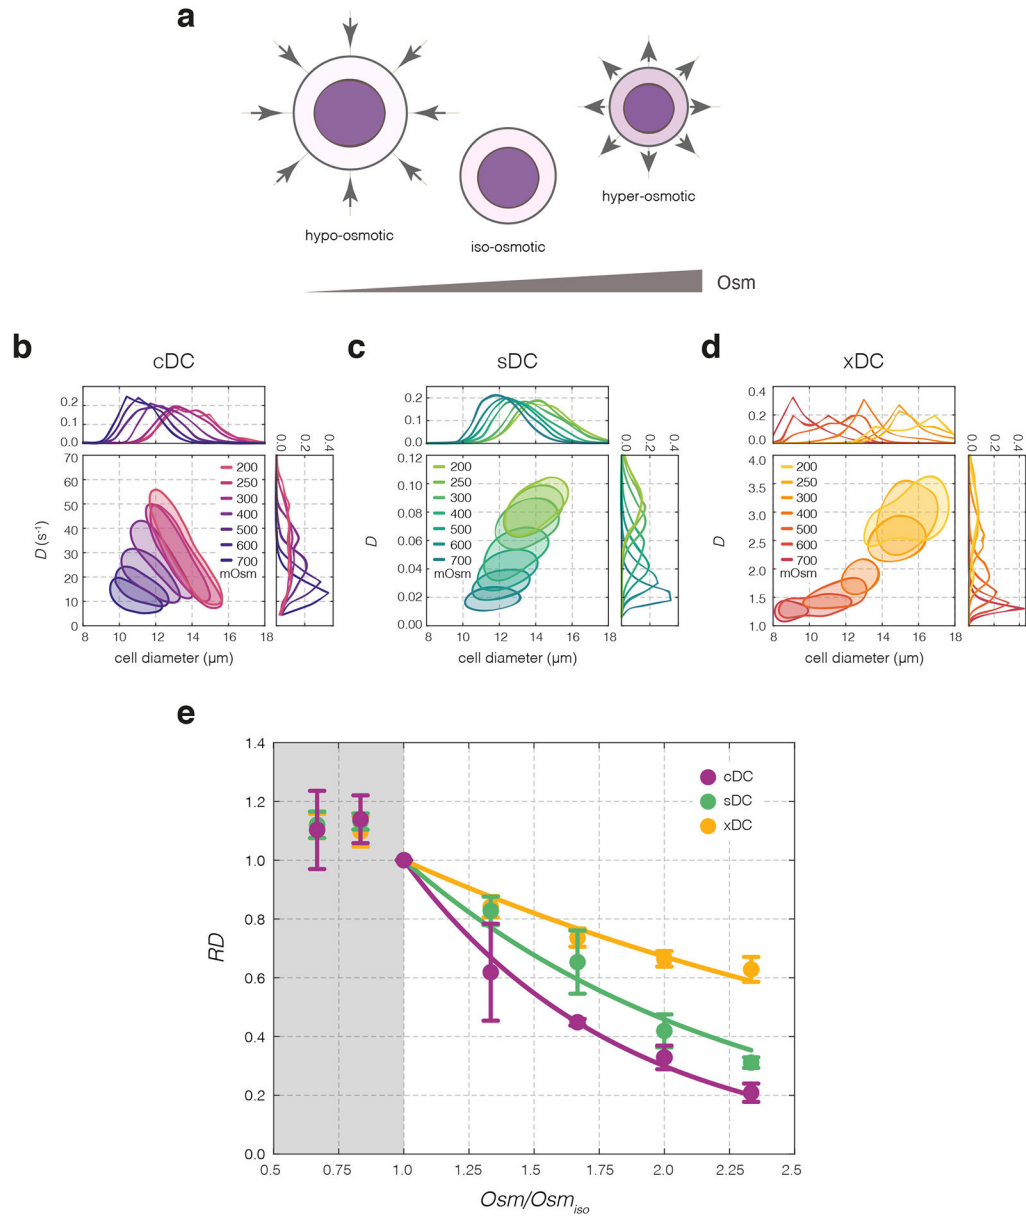 a
hypo-osmotic
iso-osmotic
hyper-osmotic
Osm
b
cDC
0.2
0.1
0.0
0.0
0.2
0.4
70
60
50
40
30
20
10
0
D (s⁻¹)
200
250
300
400
500
600
700
mOsm
8 10 12 14 16 18
cell diameter (µm)
c
sDC
0.2
0.1
0.0
0.0
0.2
0.4
0.12
0.10
0.08
0.06
0.04
0.02
0.00
D
200
250
300
400
500
600
700
mOsm
8 10 12 14 16 18
cell diameter (µm)
d
xDC
0.4
0.2
0.0
0.0
0.2
0.4
4.0
3.5
3.0
2.5
2.0
1.5
1.0
D
200
250
300
400
500
600
700
mOsm
8 10 12 14 16 18
cell diameter (µm)
e
1.4
1.2
1.0
0.8
0.6
0.4
0.2
0.0
RD
cDC
sDC
xDC
0.5 0.75 1.0 1.25 1.5 1.75 2.0 2.25 2.5
Osm/Osm_iso